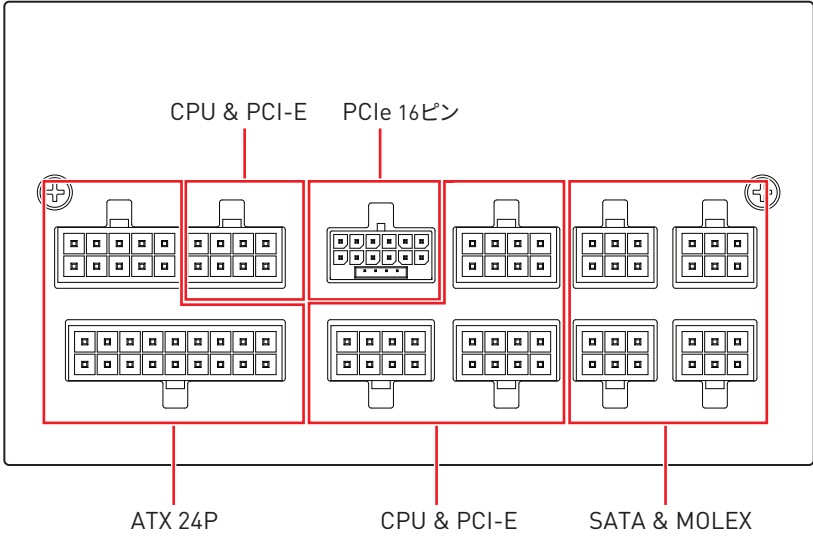 CPU & PCI-E
PCIe 16ピン
ATX 24P
CPU & PCI-E
SATA & MOLEX